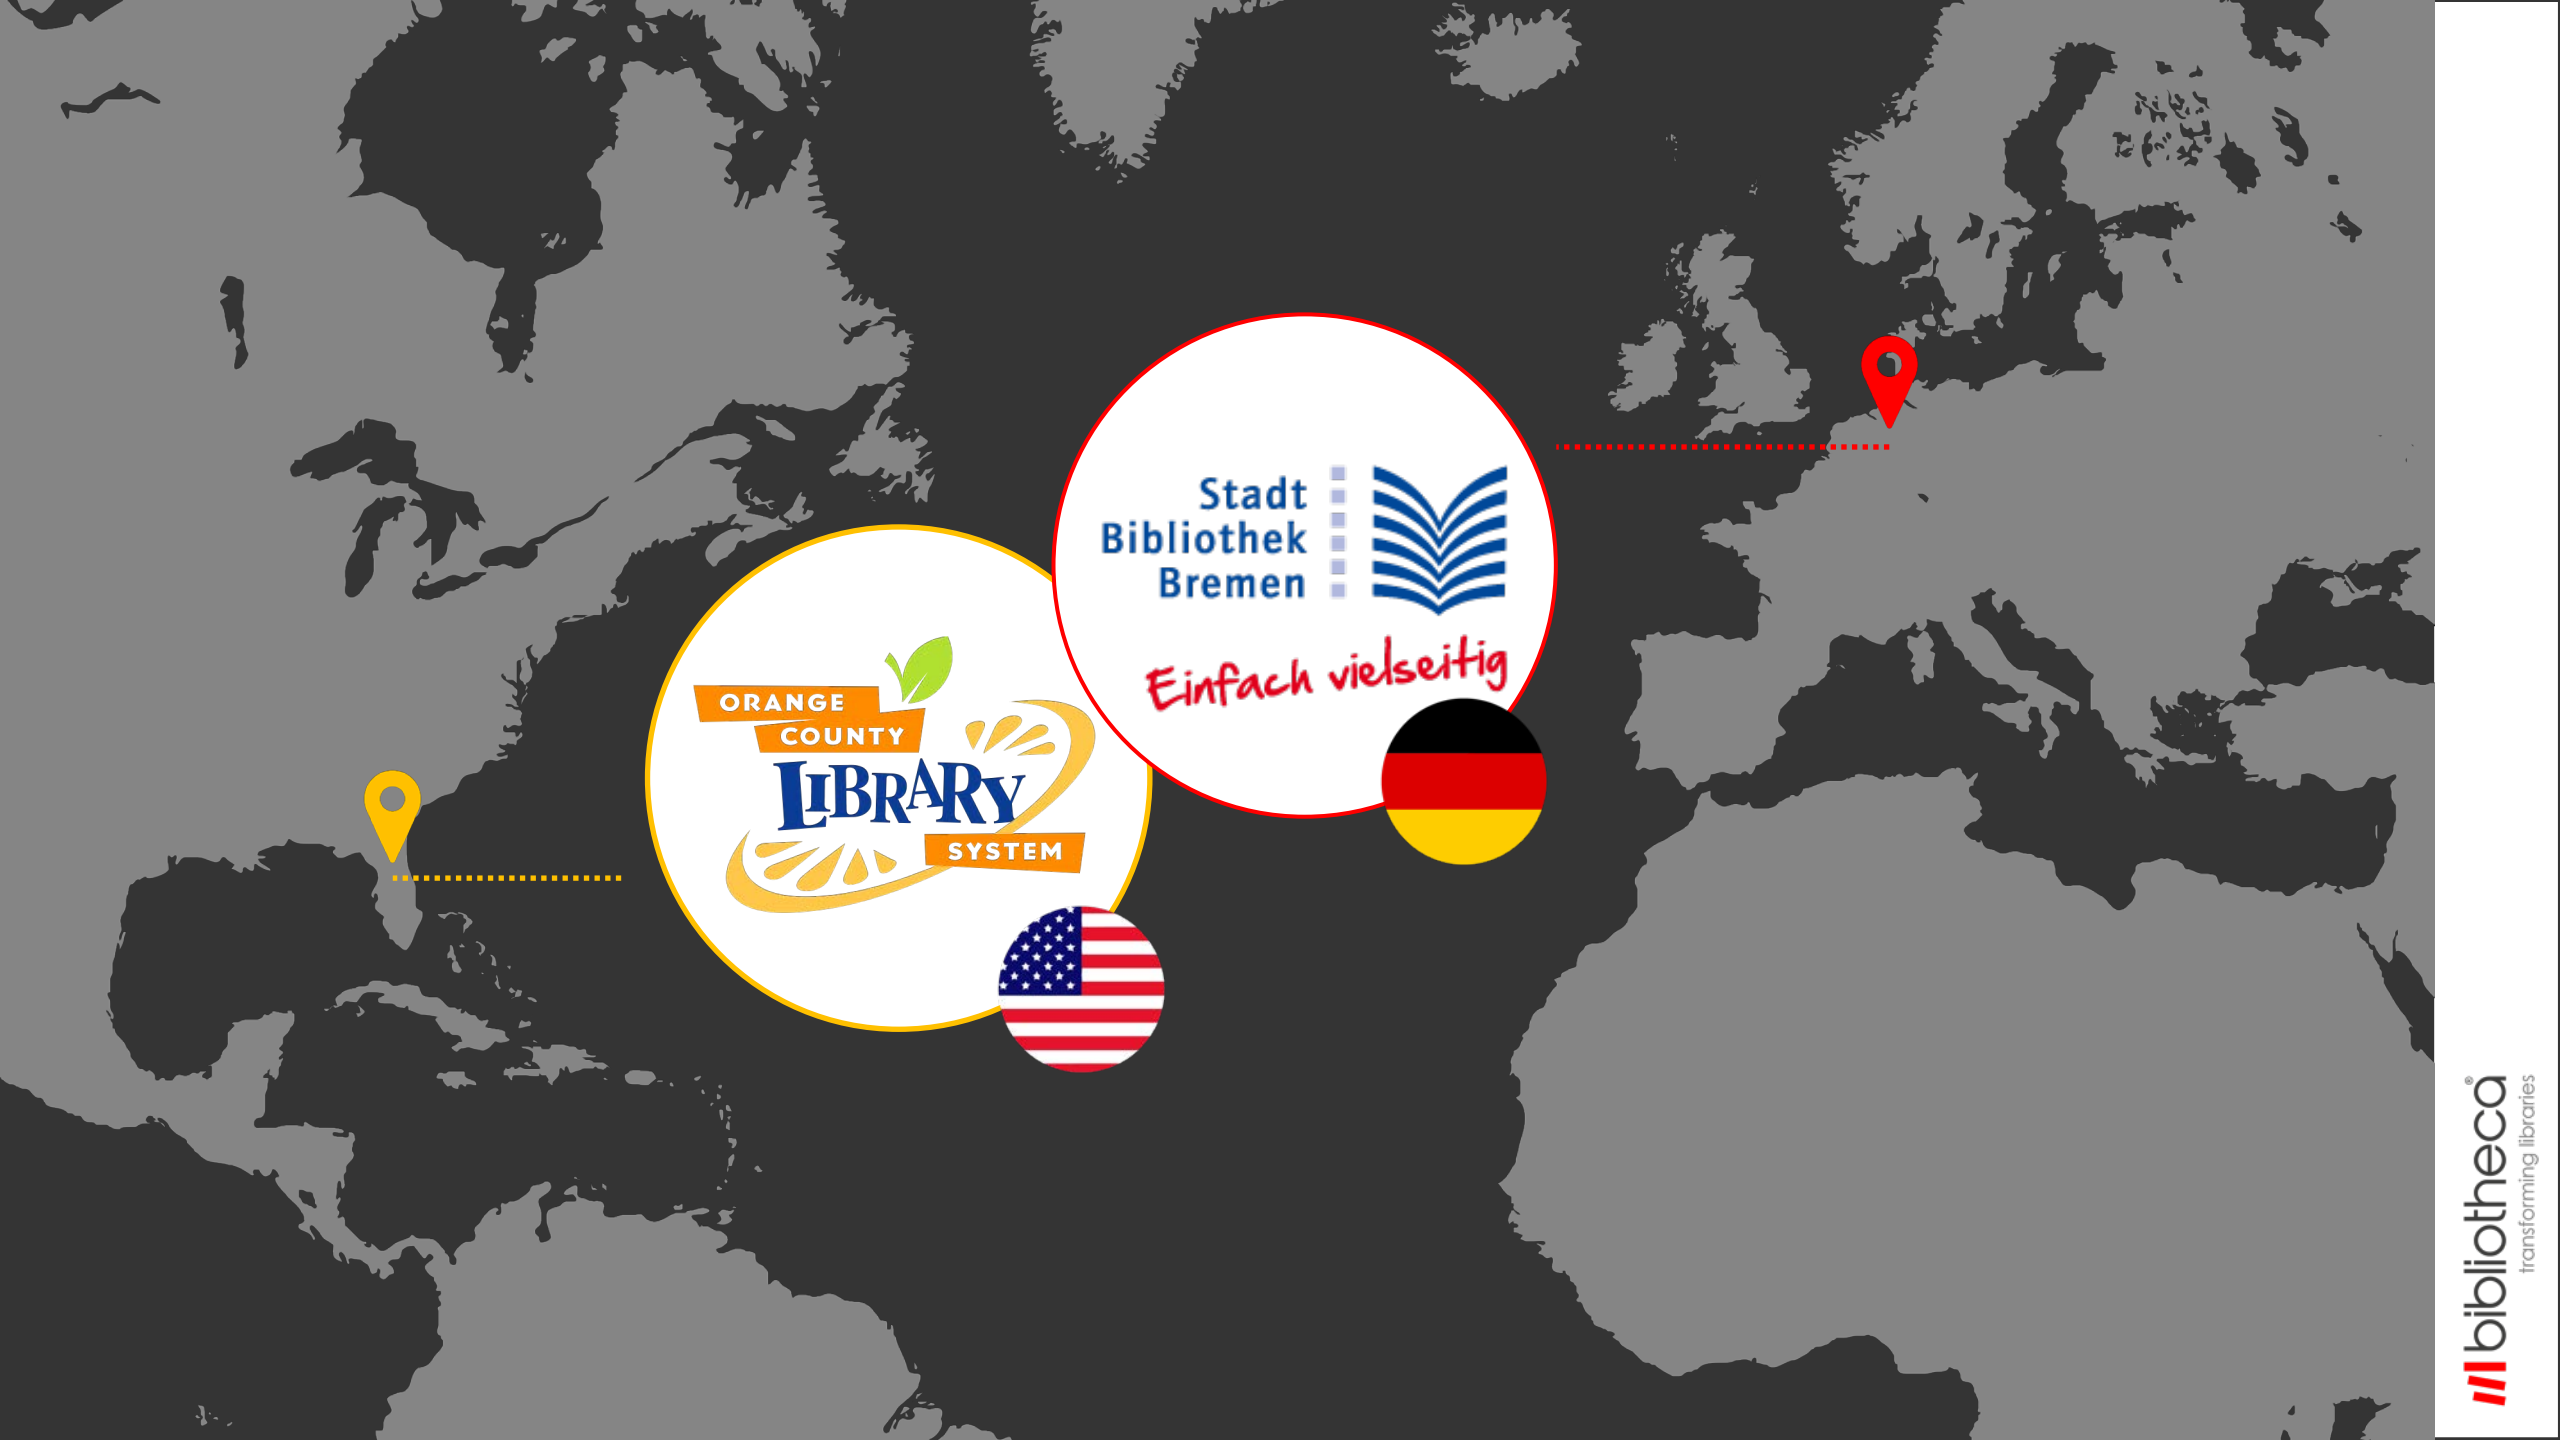 Stadt
Bibliothek
Bremen
Einfach vielseitig
ORANGE
COUNTY
LIBRARY
SYSTEM
bibliotheca®
transforming libraries